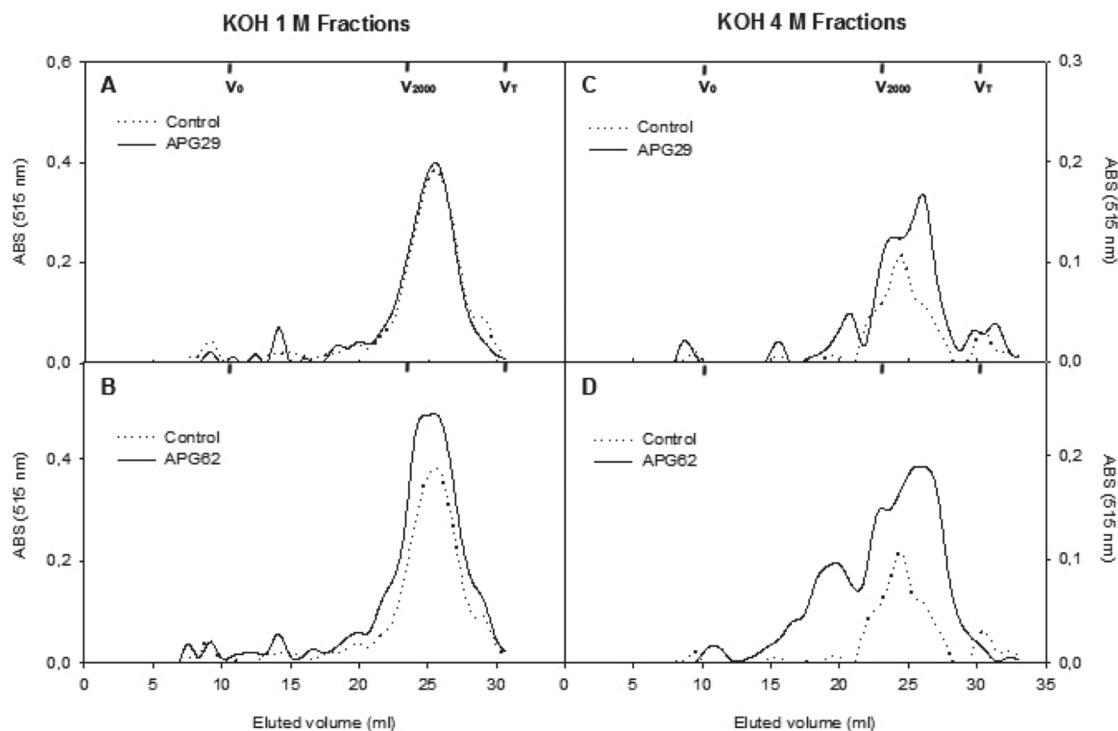 KOH 1 M Fractions
KOH 4 M Fractions
0,6
0,4
0,2
0,0
ABS (515 nm)
A
V0
V2000
VT
Control
APG29
C
V0
V2000
VT
Control
APG29
0,3
0,2
0,1
0,0
ABS (515 nm)
B
Control
APG62
0,4
0,2
0,0
ABS (515 nm)
D
Control
APG62
0,2
0,1
0,0
ABS (515 nm)
0 5 10 15 20 25 30
0 5 10 15 20 25 30 35
Eluted volume (ml)
Eluted volume (ml)